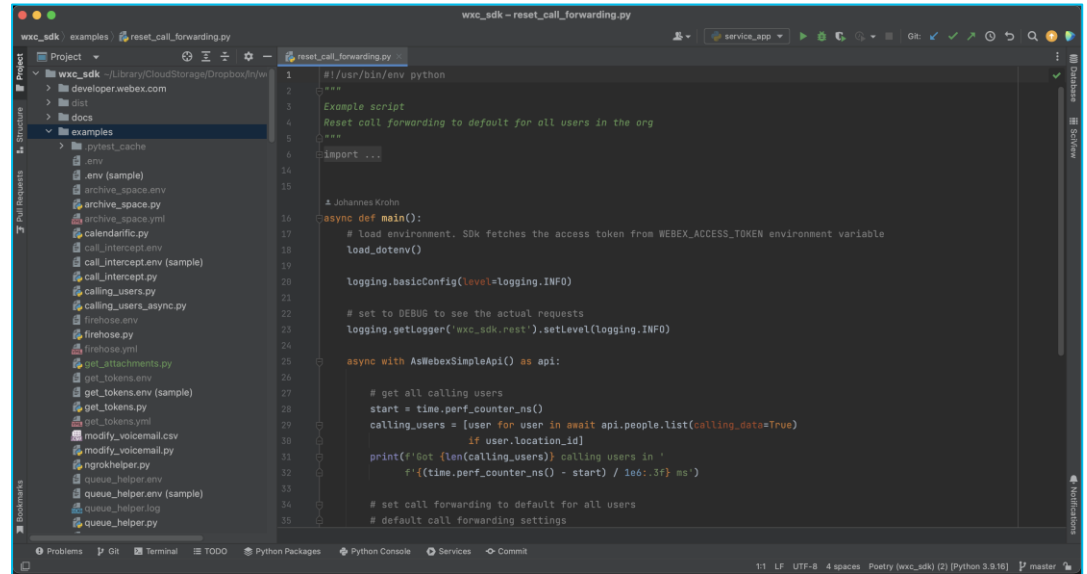 wxc_sdk – reset_call_forwarding.py
wxc_sdk › examples › reset_call_forwarding.py
service_app
Git:
Project
reset_call_forwarding.py
Project
Structure
Pull Requests
Bookmarks
wxc_sdk ~/Library/CloudStorage/Dropbox/In/we
developer.webex.com
dist
docs
examples
.pytest_cache
.env
.env (sample)
archive_space.env
archive_space.py
archive_space.yml
calendarific.py
call_intercept.env
call_intercept.env (sample)
call_intercept.py
calling_users.py
calling_users_async.py
firehose.env
firehose.py
firehose.yml
get_attachments.py
get_tokens.env
get_tokens.env (sample)
get_tokens.py
get_tokens.yml
modify_voicemail.csv
modify_voicemail.py
ngrokhelper.py
queue_helper.env
queue_helper.env (sample)
queue_helper.log
queue_helper.py
1 #!/usr/bin/env python
2 """
3 Example script
4 Reset call forwarding to default for all users in the org
5 """
6 import ...
14
15
Johannes Krohn
16 async def main():
17 # load environment. SDk fetches the access token from WEBEX_ACCESS_TOKEN environment variable
18 load_dotenv()
19
20 logging.basicConfig(level=logging.INFO)
21
22 # set to DEBUG to see the actual requests
23 logging.getLogger('wxc_sdk.rest').setLevel(logging.INFO)
24
25 async with AsWebexSimpleApi() as api:
26
27 # get all calling users
28 start = time.perf_counter_ns()
29 calling_users = [user for user in await api.people.list(calling_data=True)
30 if user.location_id]
31 print(f'Got {len(calling_users)} calling users in '
32 f'{(time.perf_counter_ns() - start) / 1e6:.3f} ms')
33
34 # set call forwarding to default for all users
35 # default call forwarding settings
Database
SciView
Notifications
Problems Git Terminal TODO Python Packages Python Console Services Commit
1:1 LF UTF-8 4 spaces Poetry (wxc_sdk) (2) [Python 3.9.16] master